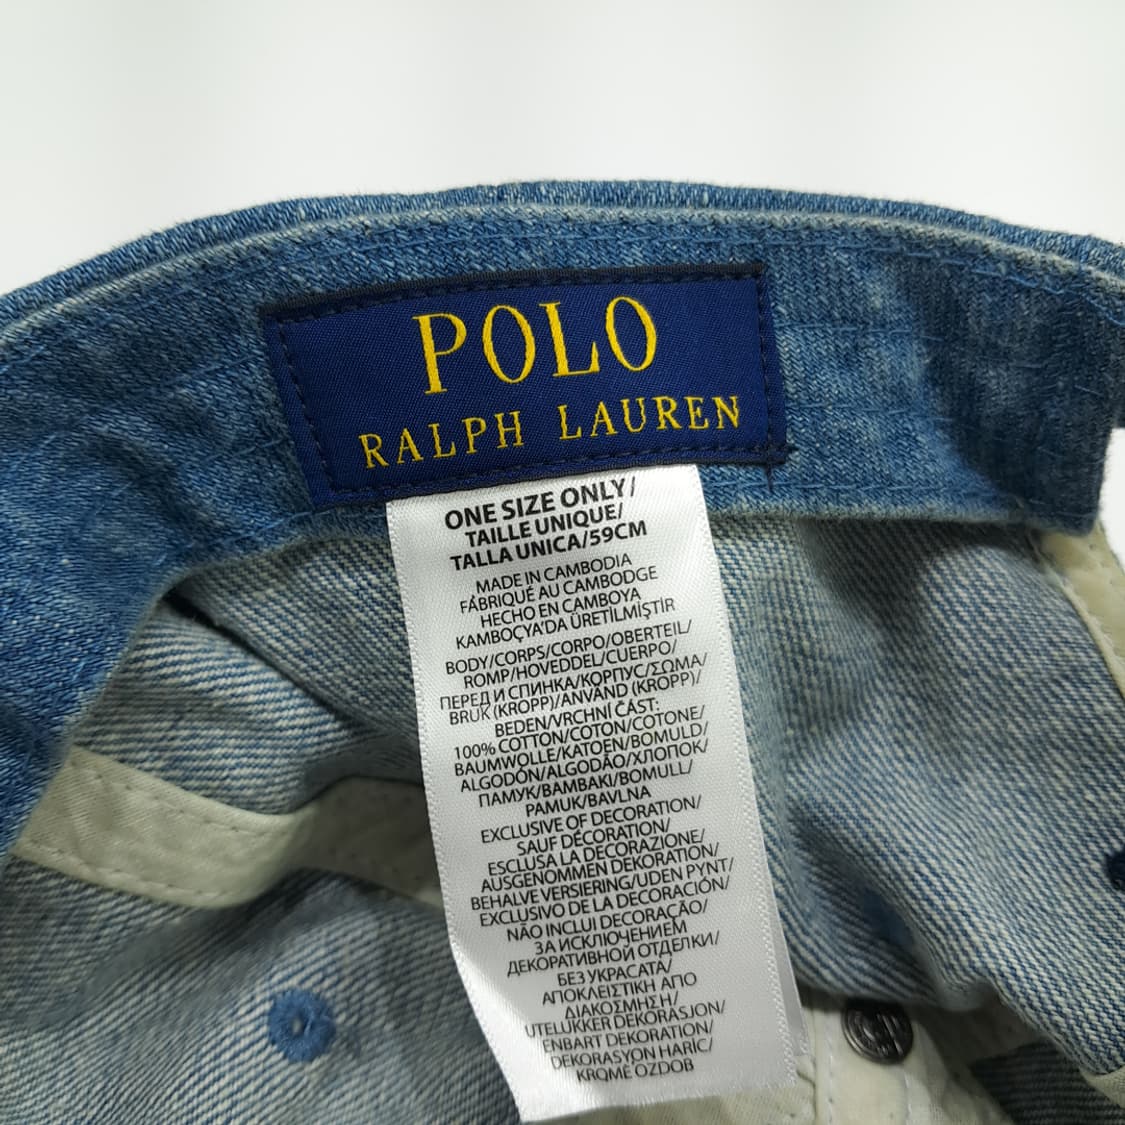 POLO
RALPH LAUREN
ONE SIZE ONLY/
TAILLE UNIQUE/
TALLA UNICA/59CM
MADE IN CAMBODIA
FABRIQUÉ AU CAMBODGE
HECHO EN CAMBOYA
KAMBOÇYA'DA ÜRETİLMİŞTİR
BODY/CORPS/CORPO/OBERTEIL/
ROMP/HOVEDDEL/CUERPO/
ПЕРЕД И СПИНКА/КОРПУС/ΣΩΜΑ/
BRUK (KROPP)/ANVÄND (KROPP)/
BEDEN/VRCHNÍ ČÁST:
100% COTTON/COTON/COTONE/
BAUMWOLLE/KATOEN/BOMULD/
ALGODÓN/ALGODÃO/ХЛОПОК/
ПАМУК/ΒΑΜΒΑΚΙ/BOMULL/
PAMUK/BAVLNA
EXCLUSIVE OF DECORATION/
SAUF DÉCORATION/
ESCLUSA LA DECORAZIONE/
AUSGENOMMEN DEKORATION/
BEHALVE VERSIERING/UDEN PYNT/
EXCLUSIVO DE LA DECORACIÓN/
NÃO INCLUI DECORAÇÃO/
ЗА ИСКЛЮЧЕНИЕМ
ДЕКОРАТИВНОЙ ОТДЕЛКИ/
БЕЗ УКРАСАТА/
ΑΠΟΚΛΕΙΣΤΙΚΗ ΑΠΟ
ΔΙΑΚΟΣΜΗΣΗ/
UTELUKKER DEKORASJON/
ENBART DEKORATION/
DEKORASYON HARİC/
KROMĚ OZDOB